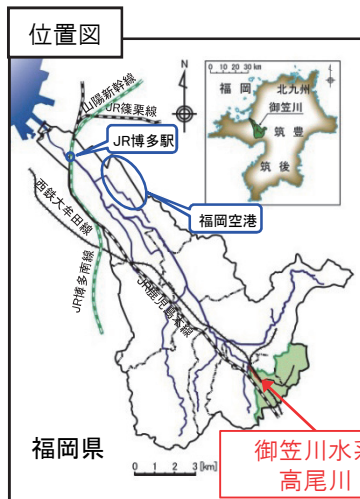 位置図
山陽新幹線
JR篠栗線
JR博多駅
西鉄大牟田線
福岡空港
JR博多南線
JR鹿児島本線
N
0 10 20 30 km
福岡
北九州
御笠川
筑豊
筑後
福岡県
0 1 2 3 [km]
御笠川水系
高尾川